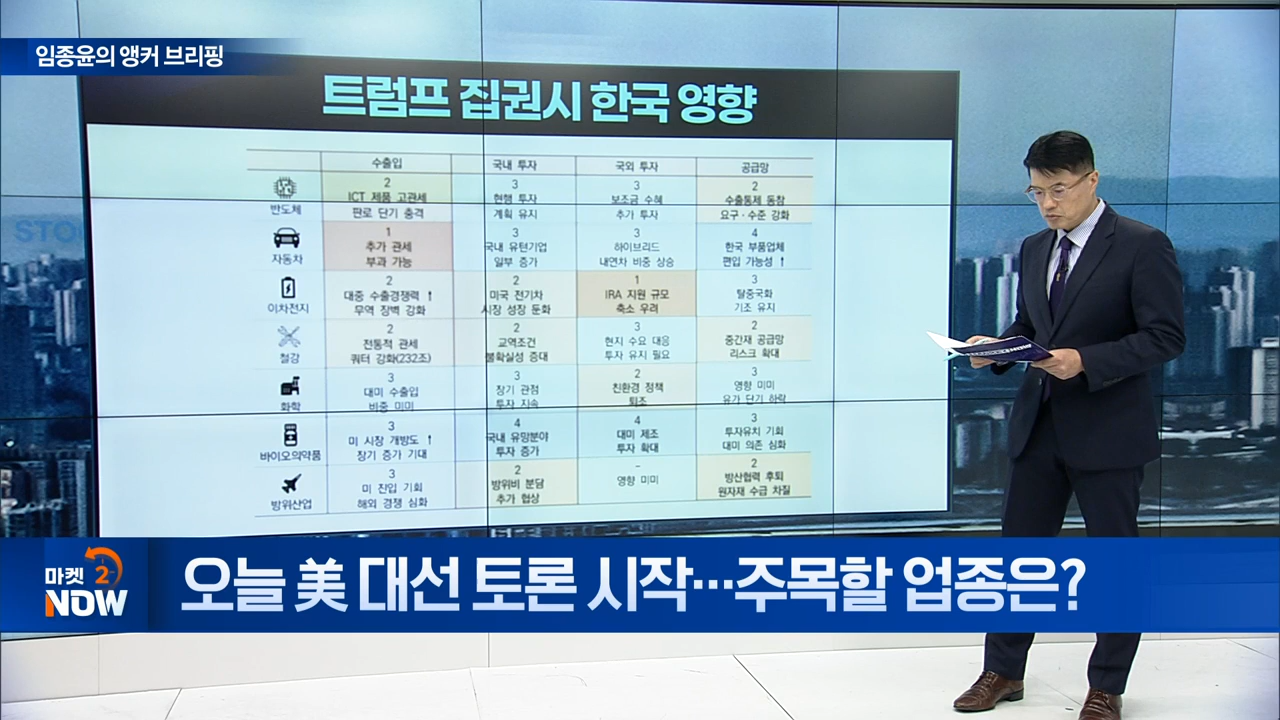 임종윤의 앵커 브리핑
트럼프 집권시 한국 영향
수출입 국내 투자 국외 투자 공급망
반도체
2
ICT 제품 고관세
판로 단기 충격
3
현행 투자
계획 유지
3
보조금 수혜
추가 투자
2
수출통제 동참
요구·수준 강화
자동차
1
추가 관세
부과 가능
3
국내 유턴기업
일부 증가
3
하이브리드
내연차 비중 상승
4
한국 부품업체
편입 가능성 ↑
이차전지
2
대중 수출경쟁력 ↑
무역 장벽 강화
2
미국 전기차
시장 성장 둔화
1
IRA 지원 규모
축소 우려
3
탈중국화
기조 유지
철강
2
전통적 관세
쿼터 강화(232조)
2
교역조건
불확실성 증대
3
현지 수요 대응
투자 유지 필요
2
중간재 공급망
리스크 확대
화학
3
대미 수출입
비중 미미
3
장기 관점
투자 지속
2
친환경 정책
퇴조
3
영향 미미
유가 단기 하락
바이오의약품
3
미 시장 개방도 ↑
장기 증가 기대
4
국내 유망분야
투자 증가
4
대미 제조
투자 확대
3
투자유치 기회
대미 의존 심화
방위산업
3
미 진입 기회
해외 경쟁 심화
2
방위비 분담
추가 협상
-
영향 미미
2
방산협력 후퇴
원자재 수급 차질
마켓 2
NOW
오늘 美 대선 토론 시작…주목할 업종은?